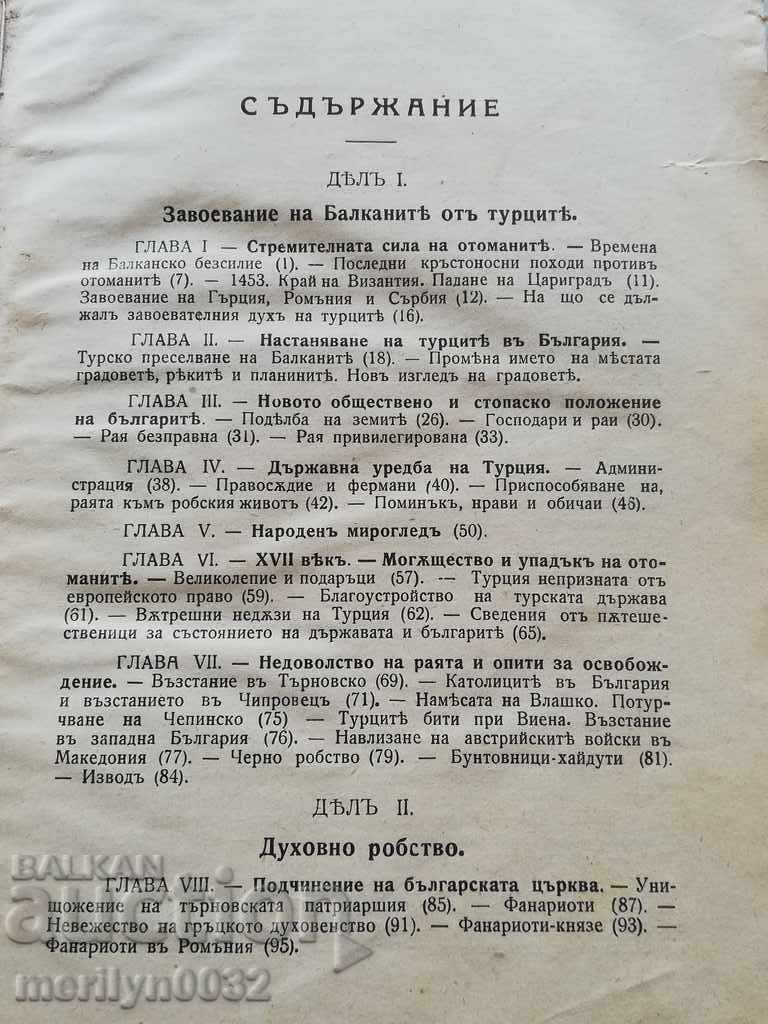 СЪДЪРЖАНИЕ
ДѢЛЪ I.
Завоевание на Балканитѣ отъ турцитѣ.
ГЛАВА I — Стремителната сила на отоманитѣ. — Времена
на Балканско безсилие (1). — Последни кръстоносни походи противъ
отоманитѣ (7). — 1453. Край на Византия. Падане на Цариградъ (11).
Завоевание на Гърция, Ромъния и Сърбия (12). — На що се дъл-
жалъ завоевателния духъ на турцитѣ (16).
ГЛАВА II. — Настаняване на турцитѣ въ България. —
Турско преселване на Балканитѣ (18). — Промѣна името на мѣстата
градоветѣ, рѣкитѣ и планинитѣ. Новъ изгледъ на градоветѣ.
ГЛАВА III. — Новото обществено и стопаско положение
на българитѣ. — Подѣлба на земитѣ (26). — Господари и раи (30).
— Рая безправна (31). — Рая привилегирована (33).
ГЛАВА IV. — Държавна уредба на Турция. — Админи-
страция (38). — Правосѫдие и фермани (40). — Приспособяване на,
раята къмъ робския животъ (42). — Поминъкъ, нрави и обичаи (46).
ГЛАВА V. — Народенъ мирогледъ (50).
ГЛАВА VI. — XVII вѣкъ. — Могѫщество и упадъкъ на ото-
манитѣ. — Великолепие и подаръци (57). — Турция непризната отъ
европейското право (59). — Благоустройство на турската държава
(61). — Вѫтрешни недѫзи на Турция (62). — Сведения отъ пѫтеше-
ественици за състоянието на държавата и българитѣ (65).
ГЛАВА VII. — Недоволство на раята и опити за освобож-
дение. — Възстание въ Търновско (69). — Католицитѣ въ България
и възстанието въ Чипровецъ (71). — Намѣсата на Влашко. Потур-
чване на Чепинско (75) — Турцитѣ бити при Виена. Възстание
въ западна България (76). — Навлизане на австрийскитѣ войски въ
Македония (77). — Черно робство (79). — Бунтовници-хайдути (81).
— Изводъ (84).
ДѢЛЪ II.
Духовно робство.
ГЛАВА VIII. — Подчинение на българската църква. — Уни-
щожение на търновската патриаршия (85). — Фанариоти (87). —
Невежество на гръцкото духовенство (91). — Фанариоти-князе (93). —
Фанариоти въ Ромъния (95).
BALKAN
auction
merilyn0032